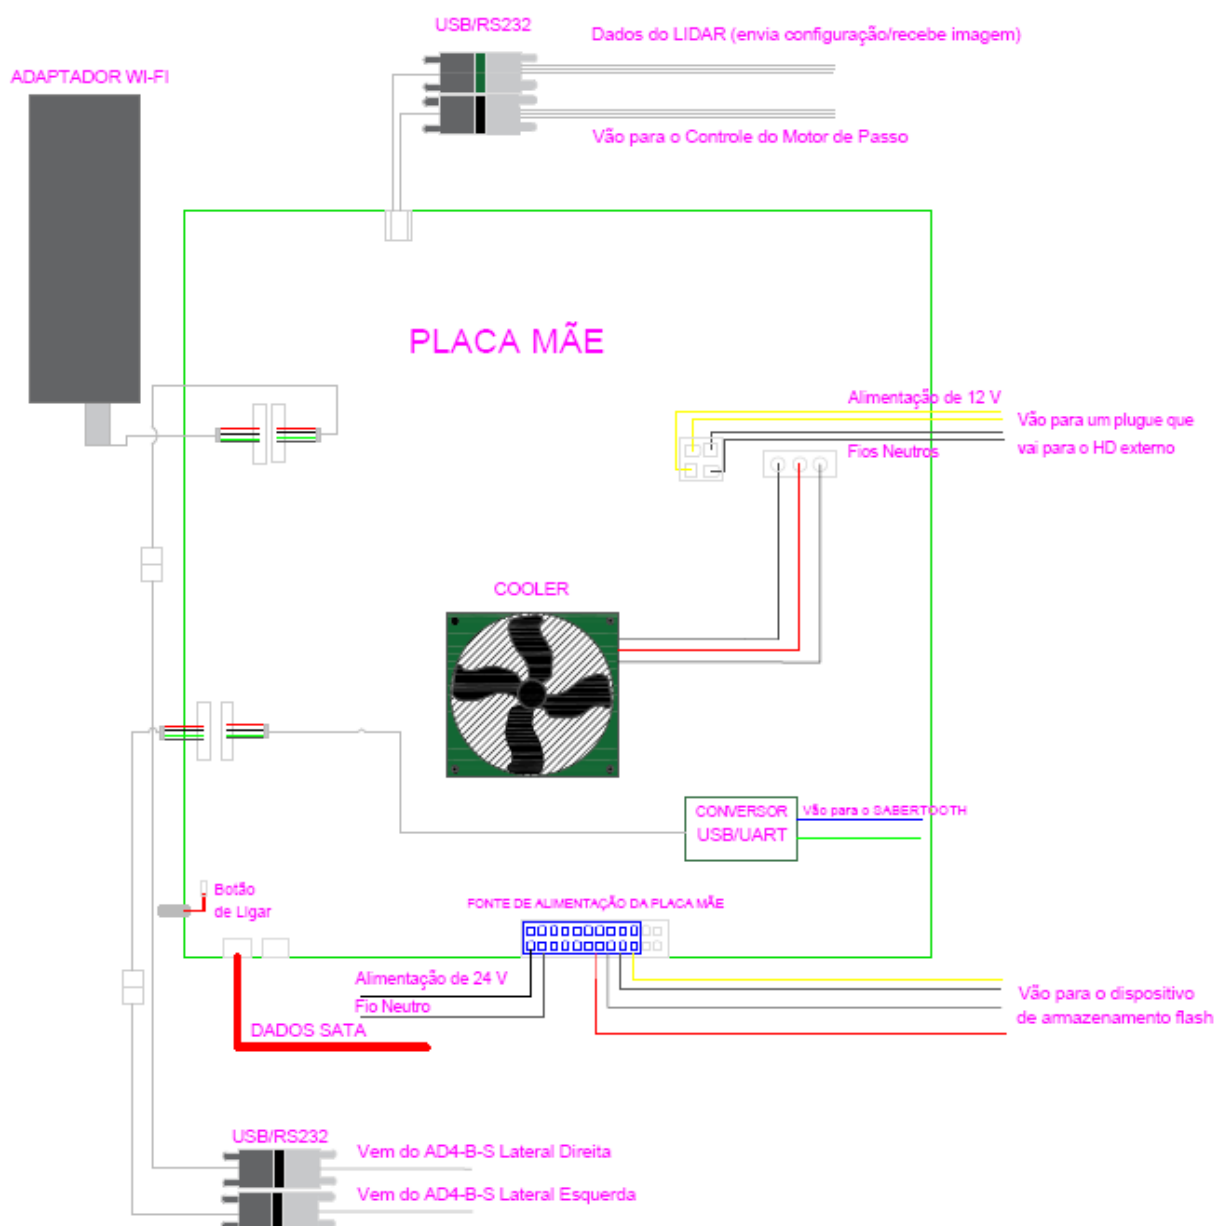 USB/RS232
Dados do LIDAR (envia configuração/recebe imagem)
ADAPTADOR WI-FI
Vão para o Controle do Motor de Passo
PLACA MÃE
Alimentação de 12 V
Vão para um plugue que
vai para o HD externo
Fios Neutros
COOLER
CONVERSOR
USB/UART
Vão para o SABERTOOTH
Botão
de Ligar
FONTE DE ALIMENTAÇÃO DA PLACA MÃE
Alimentação de 24 V
Fio Neutro
DADOS SATA
Vão para o dispositivo
de armazenamento flash
USB/RS232
Vem do AD4-B-S Lateral Direita
Vem do AD4-B-S Lateral Esquerda